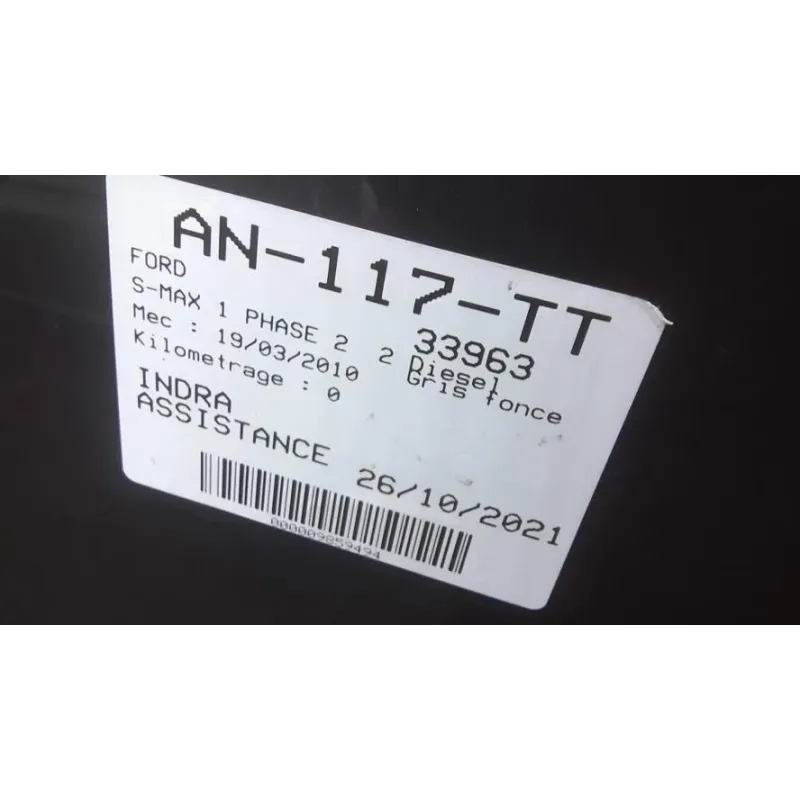 AN-117-TT
FORD 33963
S-MAX 1 PHASE 2 2 Diesel
Mec : 19/03/2010 Gris fonce
Kilometrage : 0
INDRA
ASSISTANCE 26/10/2021
000009859494